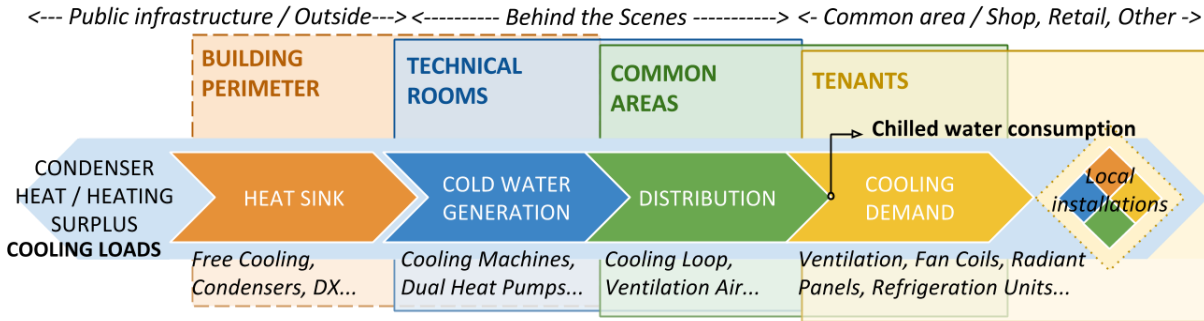 <--- Public infrastructure / Outside---> <---------- Behind the Scenes -----------> <- Common area / Shop, Retail, Other ->
BUILDING
PERIMETER
TECHNICAL
ROOMS
COMMON
AREAS
TENANTS
Chilled water consumption
CONDENSER
HEAT / HEATING
SURPLUS
COOLING LOADS
HEAT SINK
COLD WATER
GENERATION
DISTRIBUTION
COOLING
DEMAND
Local
installations
Free Cooling,
Condensers, DX...
Cooling Machines,
Dual Heat Pumps...
Cooling Loop,
Ventilation Air...
Ventilation, Fan Coils, Radiant
Panels, Refrigeration Units...